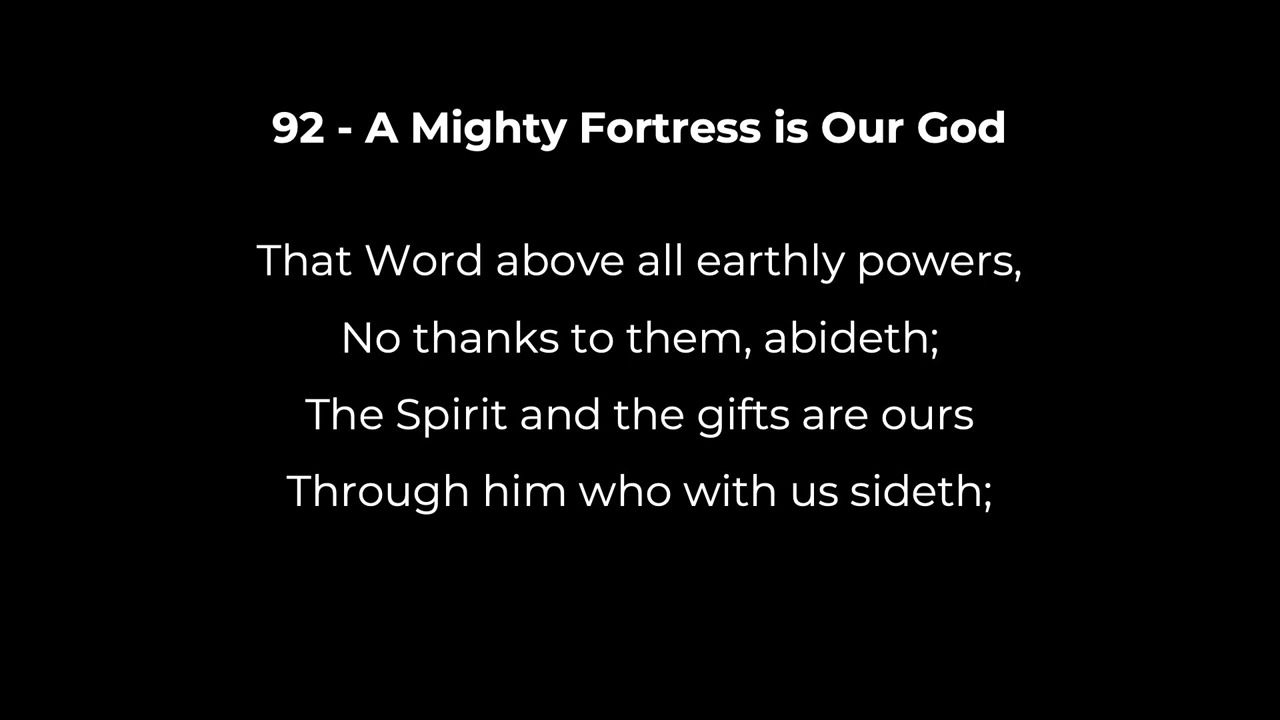 92 - A Mighty Fortress is Our God
That Word above all earthly powers,
No thanks to them, abideth;
The Spirit and the gifts are ours
Through him who with us sideth;